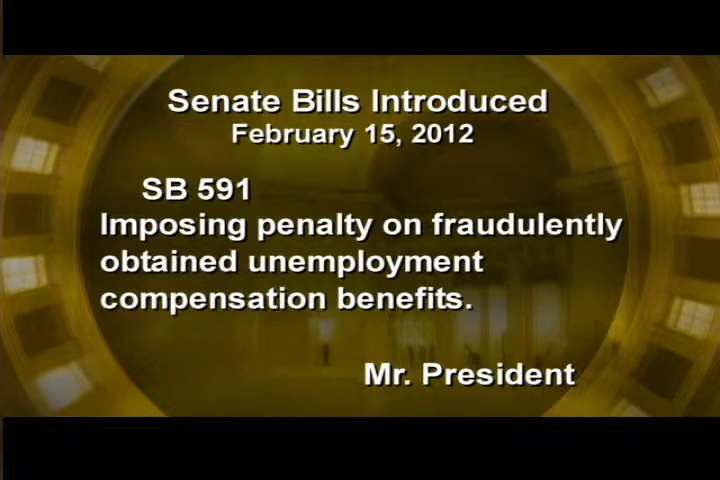 Senate Bills Introduced
February 15, 2012
SB 591
Imposing penalty on fraudulently
obtained unemployment
compensation benefits.
Mr. President